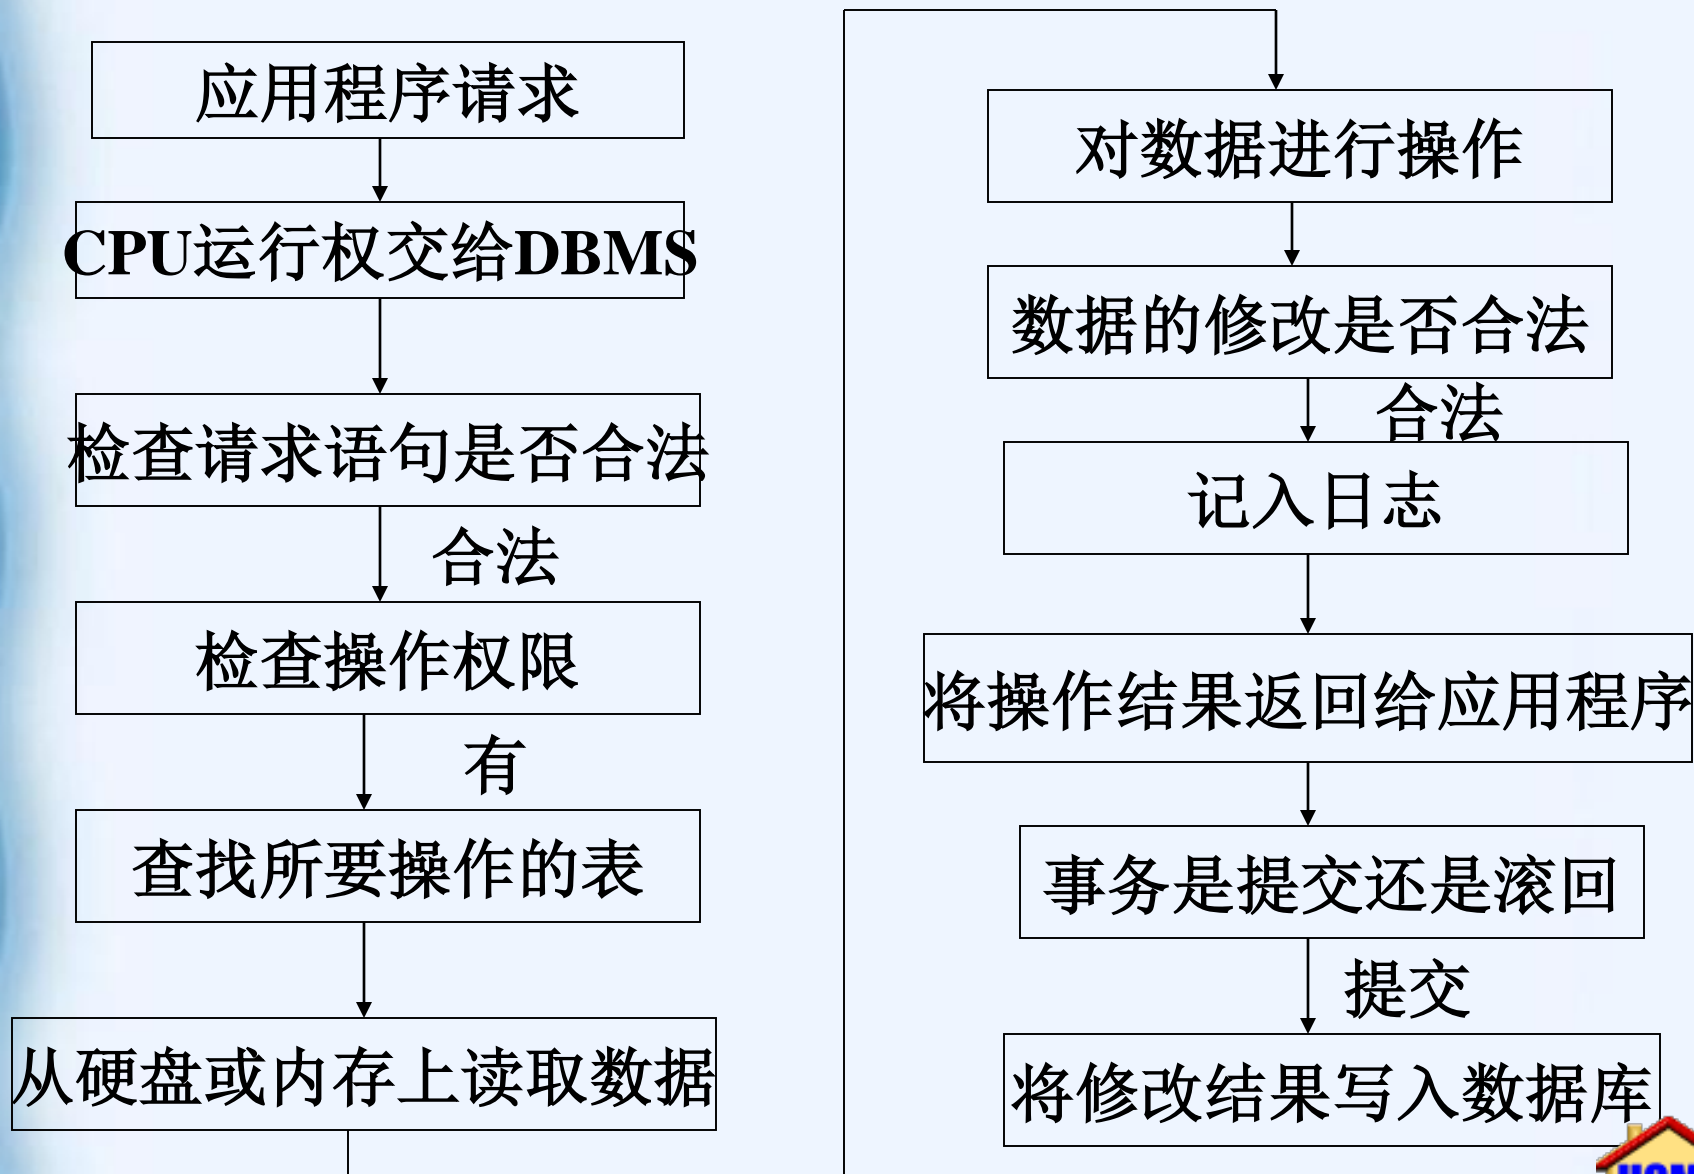 应用程序请求
CPU运行权交给DBMS
检查请求语句是否合法
合法
检查操作权限
有
查找所要操作的表
从硬盘或内存上读取数据
对数据进行操作
数据的修改是否合法
合法
记入日志
将操作结果返回给应用程序
事务是提交还是滚回
提交
将修改结果写入数据库